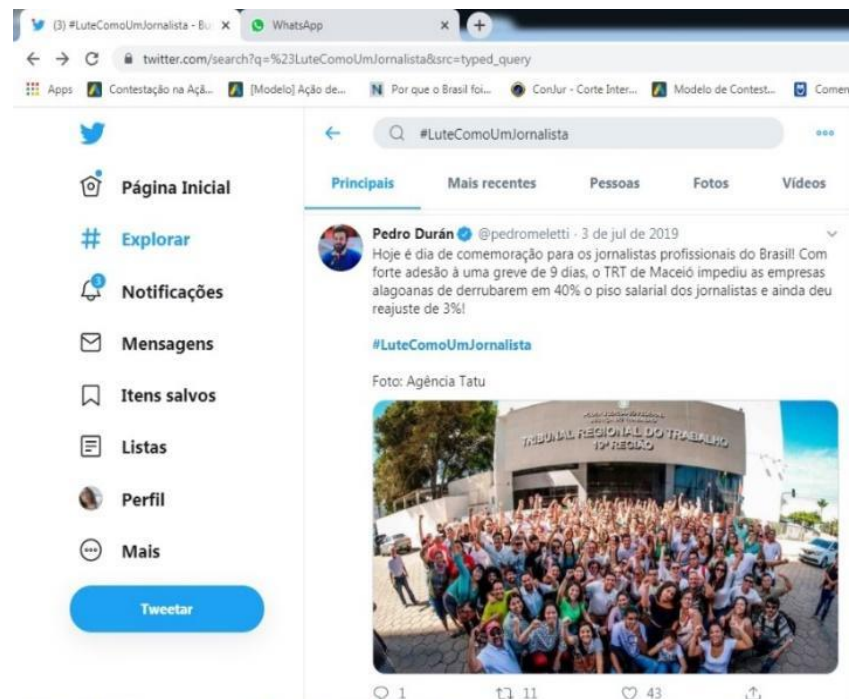 (3) #LuteComoUmJornalista - Bu
WhatsApp
twitter.com/search?q=%23LuteComoUmJornalista&src=typed_query
Apps
Contestação na Açã...
[Modelo] Ação de...
Por que o Brasil foi...
ConJur - Corte Inter...
Modelo de Contest...
Comen
#LuteComoUmJornalista
Página Inicial
Explorar
3
Notificações
Mensagens
Itens salvos
Listas
Perfil
Mais
Tweetar
Principais
Mais recentes
Pessoas
Fotos
Vídeos
Pedro Durán @pedromeletti · 3 de jul de 2019
Hoje é dia de comemoração para os jornalistas profissionais do Brasil! Com
forte adesão à uma greve de 9 dias, o TRT de Maceió impediu as empresas
alagoanas de derrubarem em 40% o piso salarial dos jornalistas e ainda deu
reajuste de 3%!
#LuteComoUmJornalista
Foto: Agência Tatu
TRIBUNAL REGIONAL DO TRABALHO
19ª REGIÃO
1
11
43